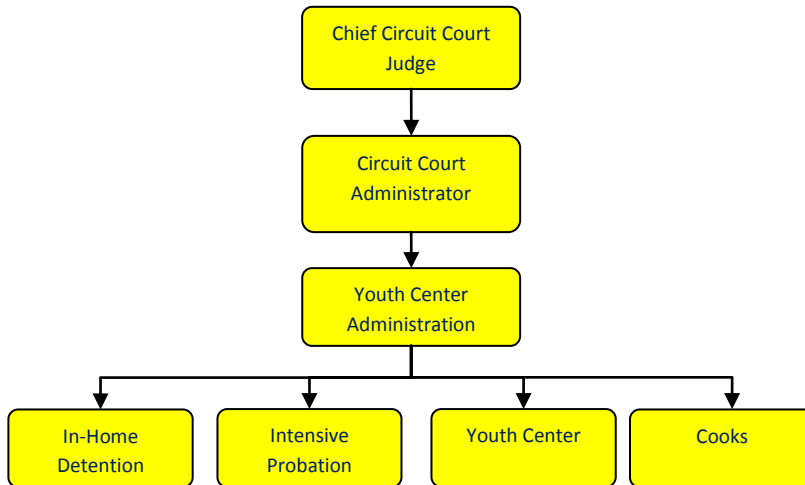 Chief Circuit Court
Judge
Circuit Court
Administrator
Youth Center
Administration
In-Home
Detention
Intensive
Probation
Youth Center
Cooks